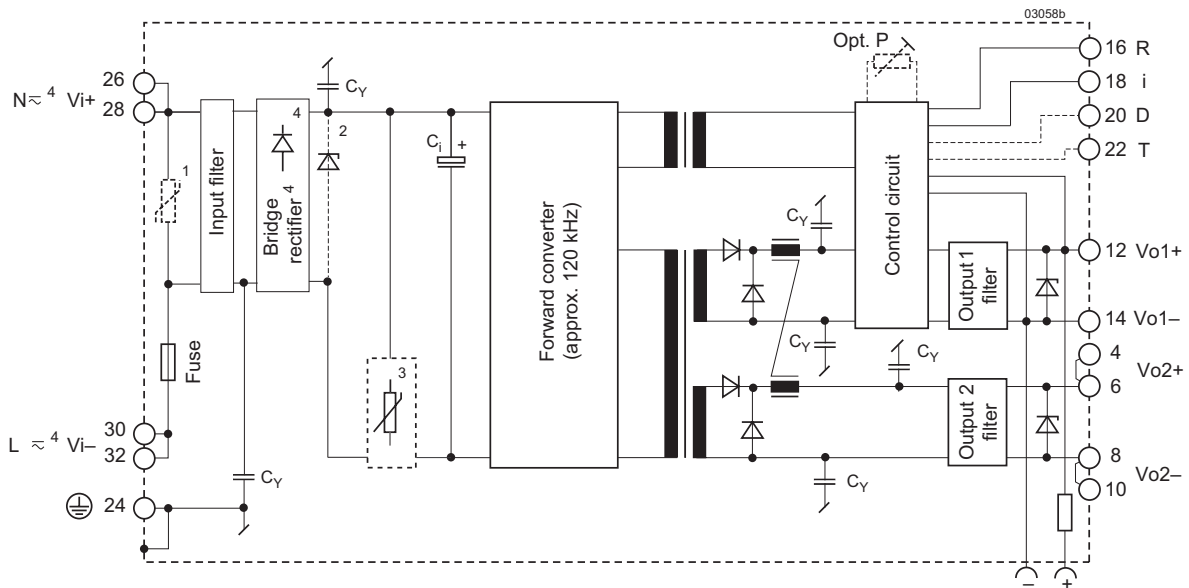 03058b
Opt. P
16 R
18 i
20 D
22 T
26
N≂ 4 Vi+
28
CY
4
2
Ci +
1
Input filter
Bridge rectifier 4
Forward converter
(approx. 120 kHz)
Control circuit
CY
12 Vo1+
Output 1
filter
14 Vo1–
CY
CY
4
Vo2+
6
Fuse
3
Output 2
filter
30
L ≂ 4 Vi–
32
8
Vo2–
10
CY
CY
24
– +